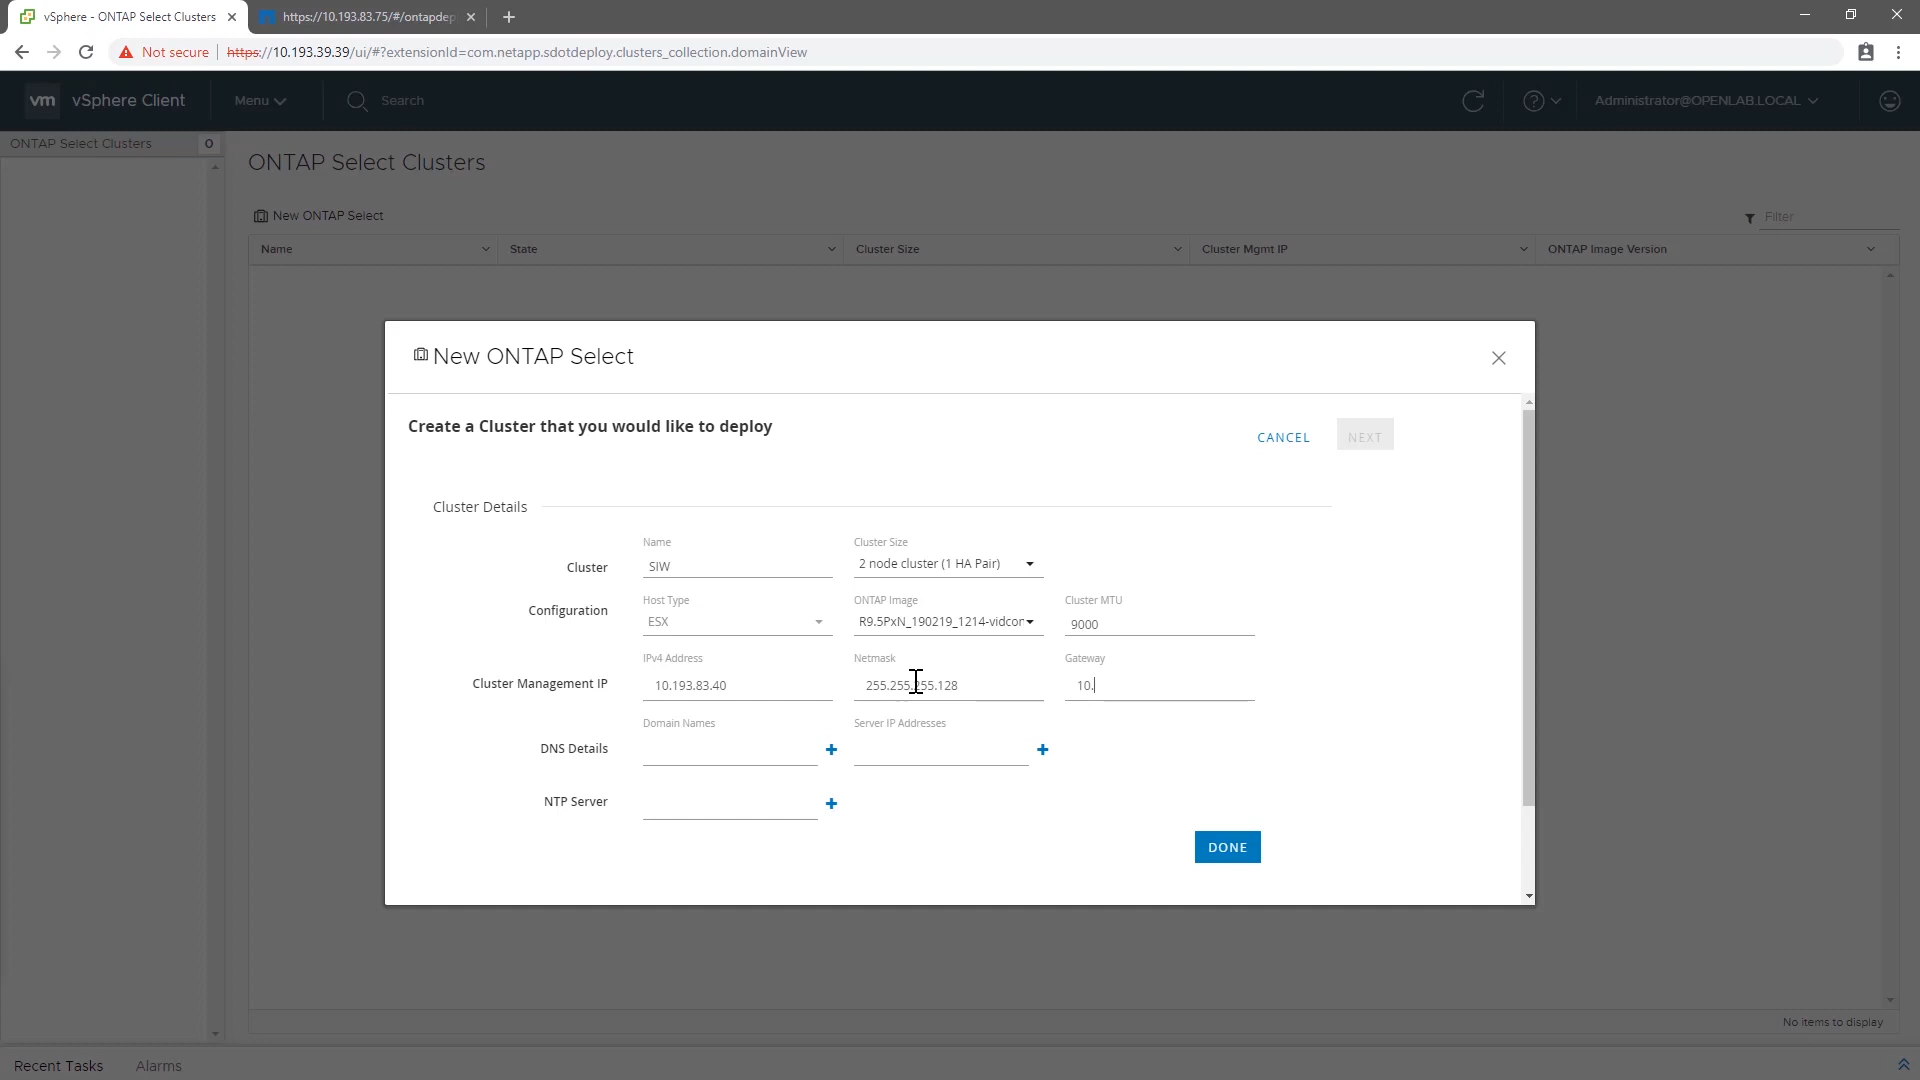 vSphere - ONTAP Select Clusters
https://10.193.83.75/#/ontapdep
Not secure
https://10.193.39.39/ui/#?extensionId=com.netapp.sdotdeploy.clusters_collection.domainView
vm vSphere Client Menu Search Administrator@OPENLAB.LOCAL
ONTAP Select Clusters 0
ONTAP Select Clusters
New ONTAP Select Filter
Name State Cluster Size Cluster Mgmt IP ONTAP Image Version
New ONTAP Select
Create a Cluster that you would like to deploy
CANCEL NEXT
Cluster Details
Name Cluster Size
Cluster SIW 2 node cluster (1 HA Pair)
Host Type ONTAP Image Cluster MTU
Configuration ESX R9.5PxN_190219_1214-vidcon 9000
IPv4 Address Netmask Gateway
Cluster Management IP 10.193.83.40 255.255.255.128 10.
Domain Names Server IP Addresses
DNS Details
NTP Server
DONE
No items to display
Recent Tasks Alarms